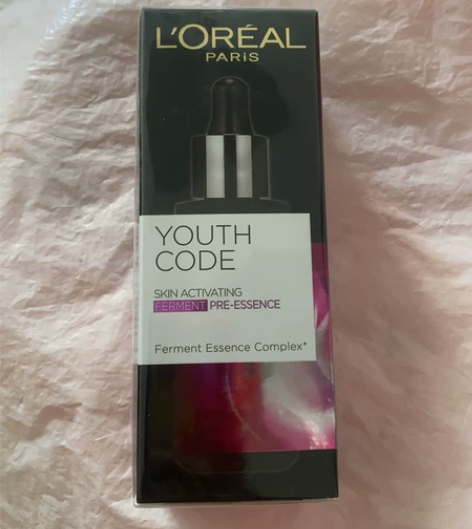 L'ORÉAL
PARiS
YOUTH
CODE
SKIN ACTIVATING
FERMENT PRE-ESSENCE
Ferment Essence Complex*